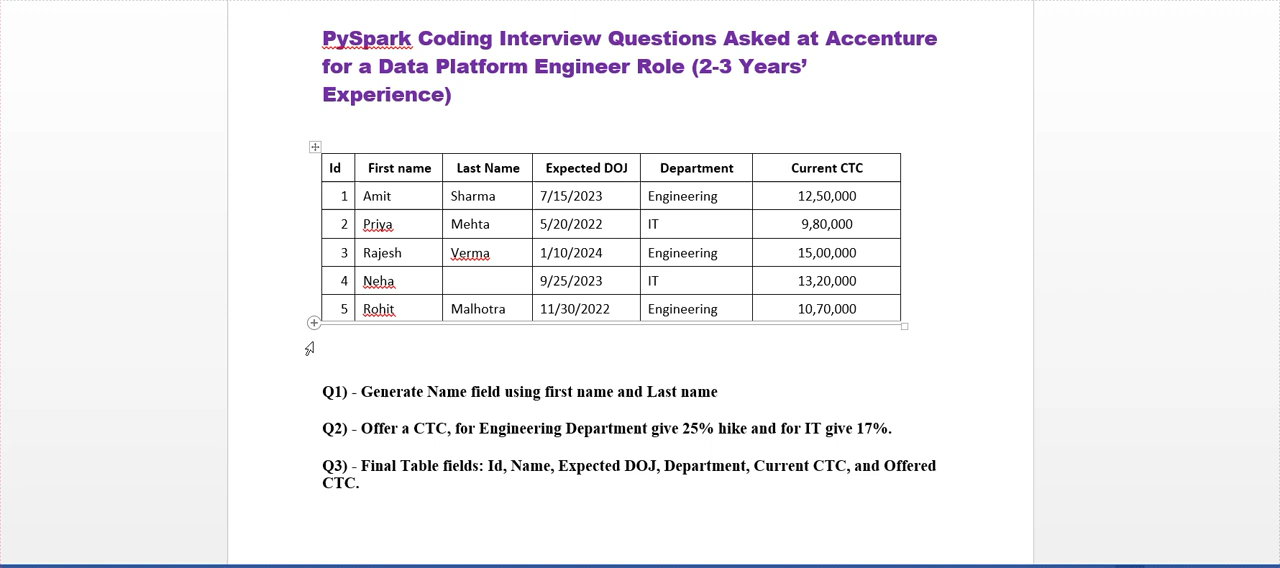 PySpark Coding Interview Questions Asked at Accenture
for a Data Platform Engineer Role (2-3 Years’
Experience)
Id First name Last Name Expected DOJ Department Current CTC
1 Amit Sharma 7/15/2023 Engineering 12,50,000
2 Priya Mehta 5/20/2022 IT 9,80,000
3 Rajesh Verma 1/10/2024 Engineering 15,00,000
4 Neha 9/25/2023 IT 13,20,000
5 Rohit Malhotra 11/30/2022 Engineering 10,70,000
Q1) - Generate Name field using first name and Last name
Q2) - Offer a CTC, for Engineering Department give 25% hike and for IT give 17%.
Q3) - Final Table fields: Id, Name, Expected DOJ, Department, Current CTC, and Offered
CTC.